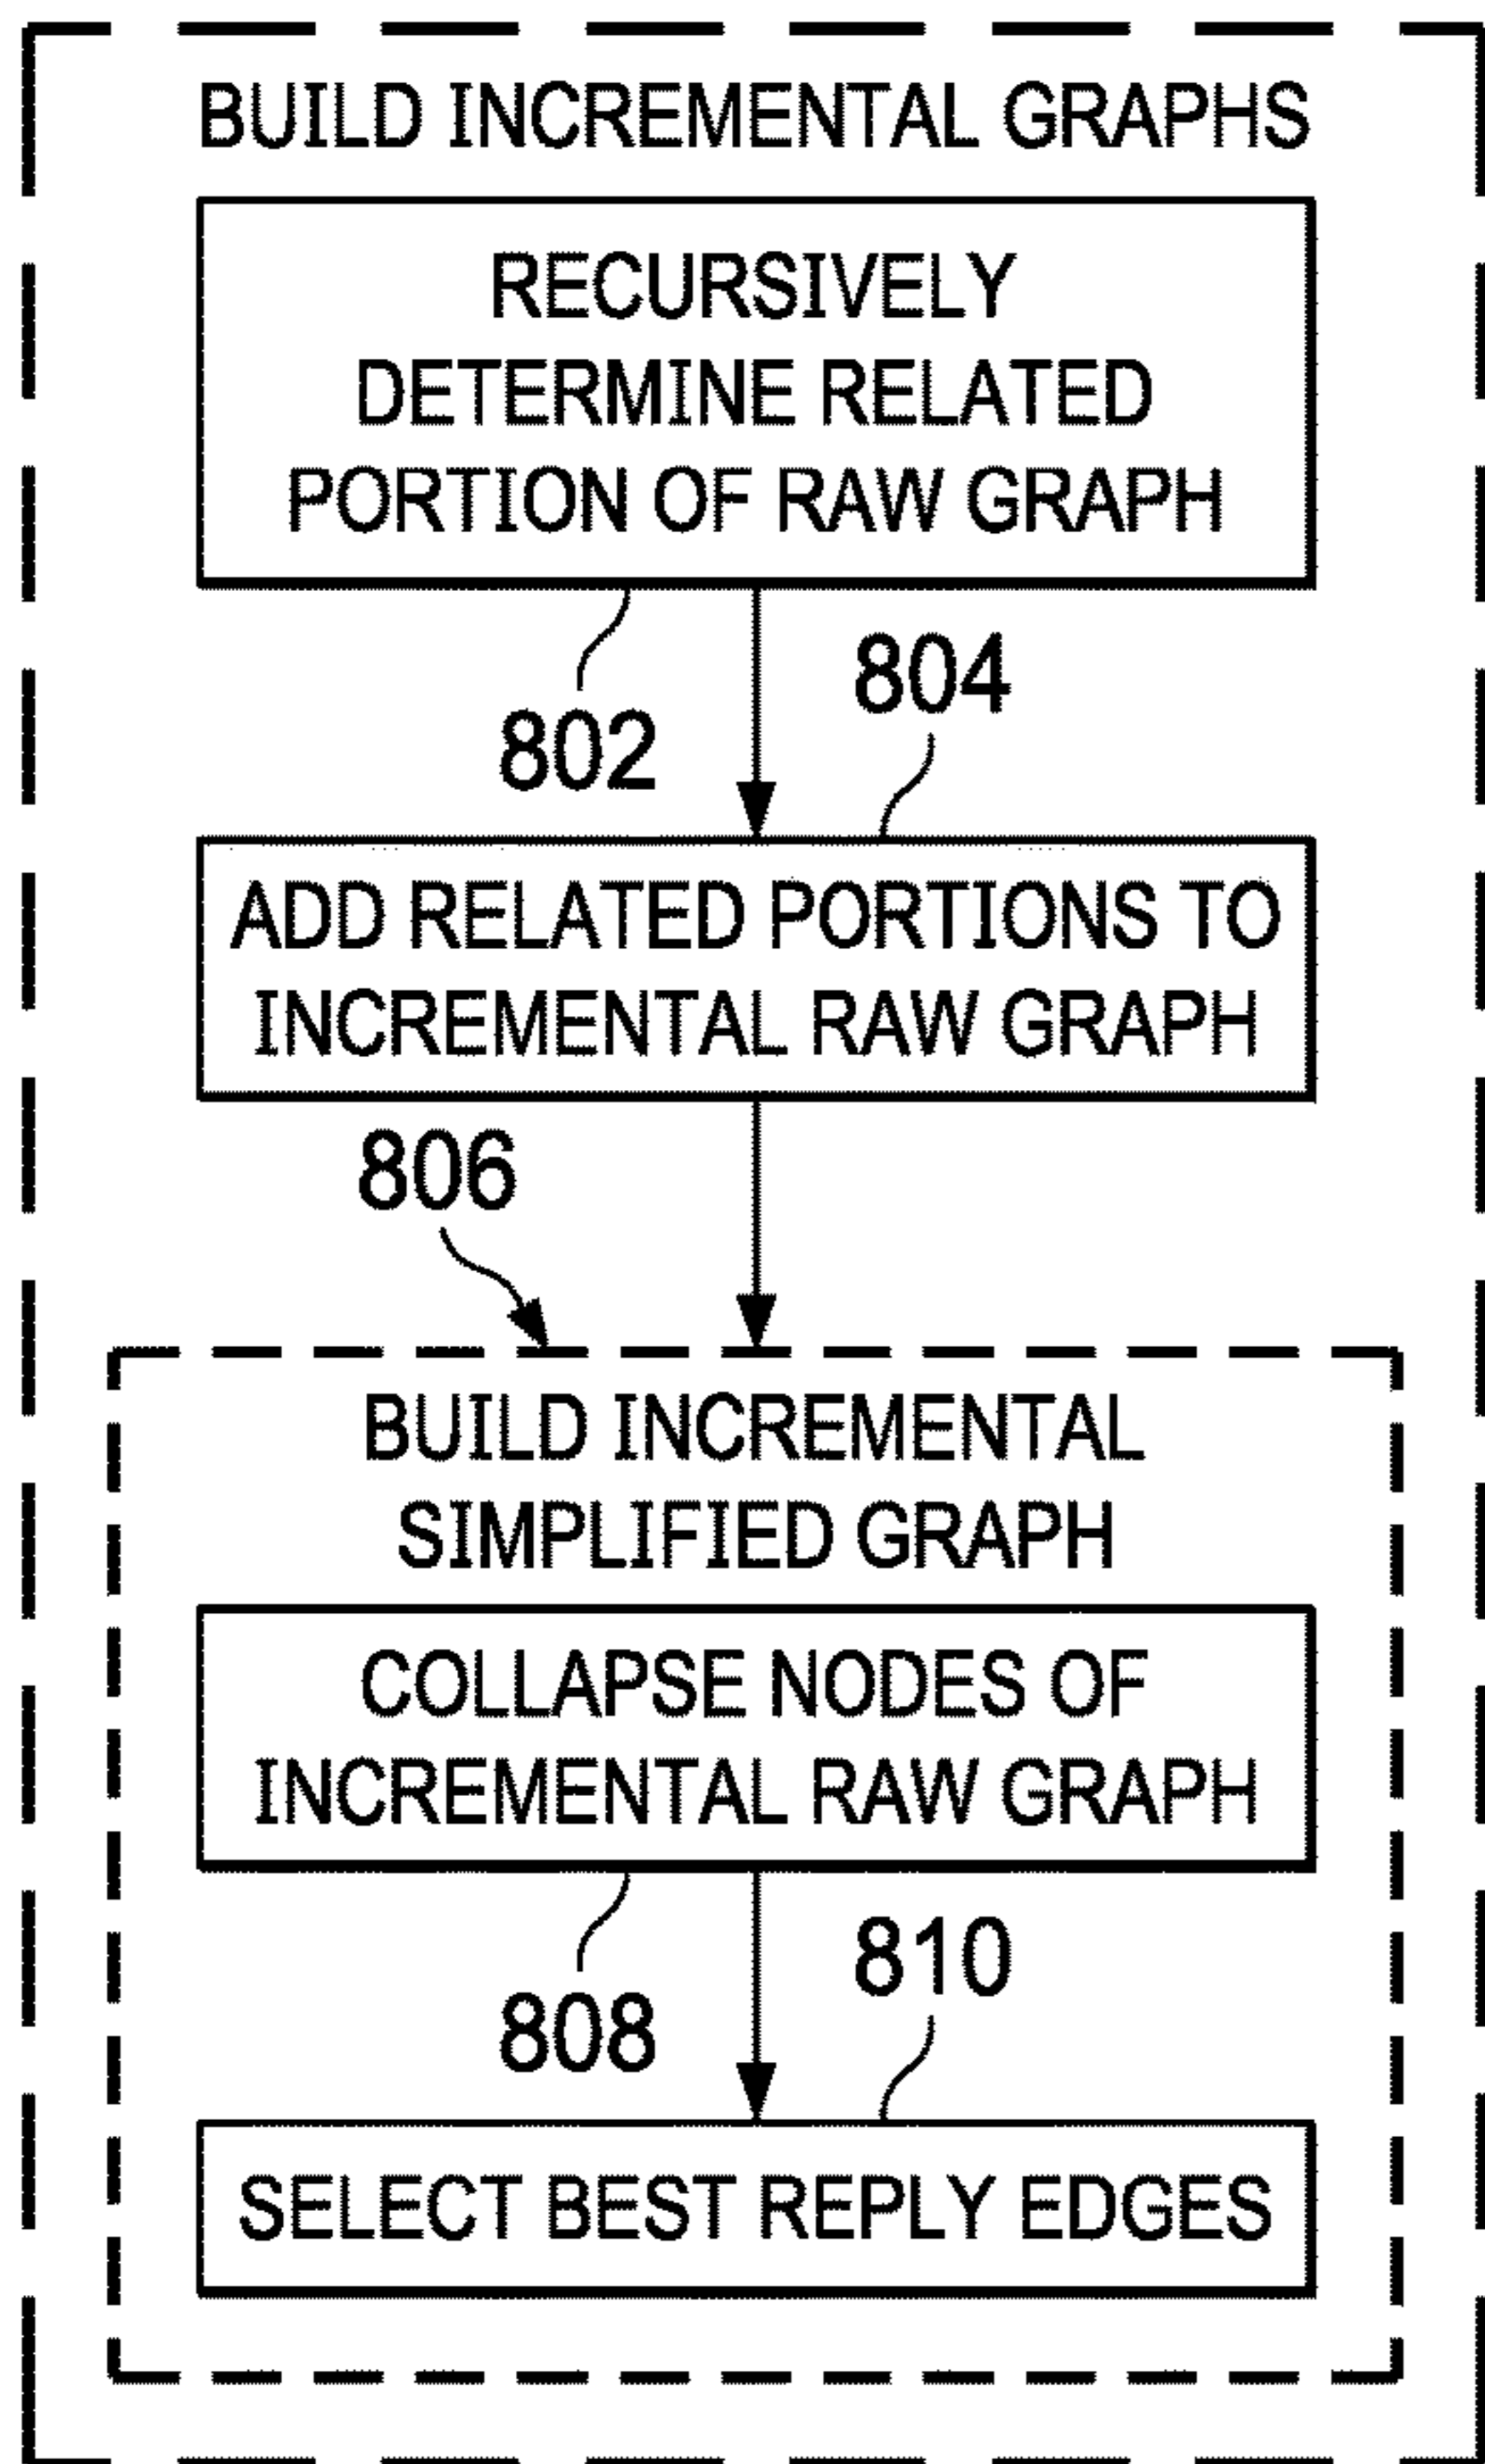 BUILD INCREMENTAL GRAPHS
RECURSIVELY
DETERMINE RELATED
PORTION OF RAW GRAPH
802
804
ADD RELATED PORTIONS TO
INCREMENTAL RAW GRAPH
806
BUILD INCREMENTAL
SIMPLIFIED GRAPH
COLLAPSE NODES OF
INCREMENTAL RAW GRAPH
808
810
SELECT BEST REPLY EDGES